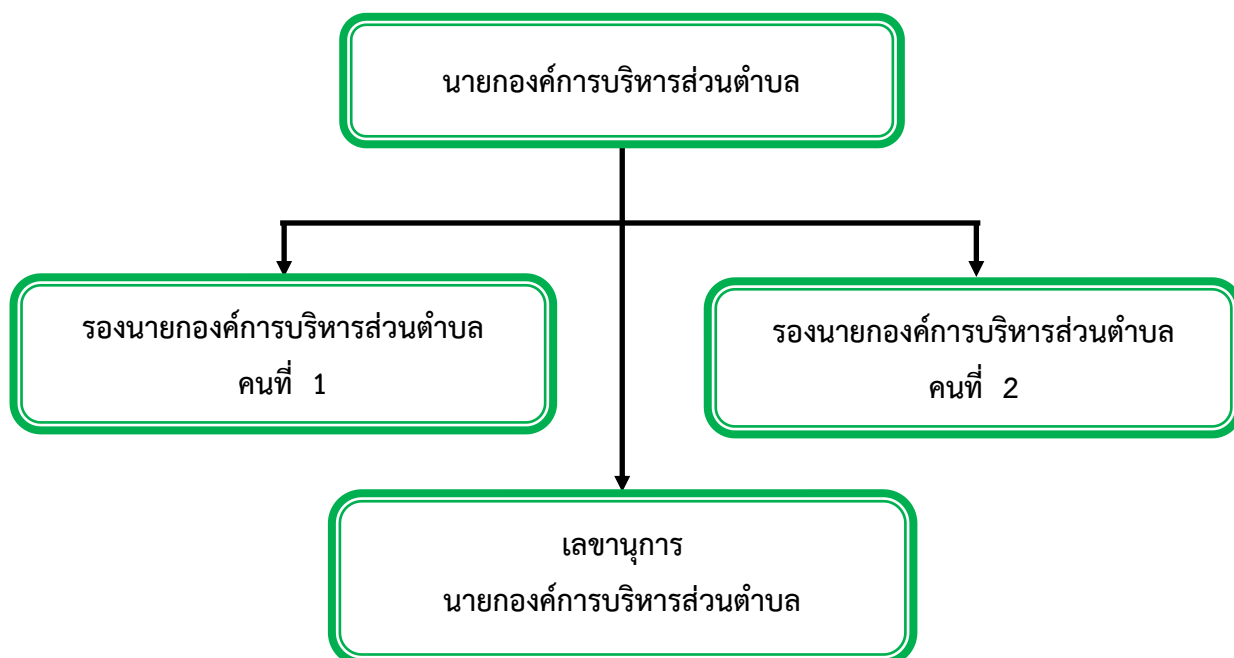 นายกองค์การบริหารส่วนตำบล
รองนายกองค์การบริหารส่วนตำบล
คนที่ 1
รองนายกองค์การบริหารส่วนตำบล
คนที่ 2
เลขานุการ
นายกองค์การบริหารส่วนตำบล